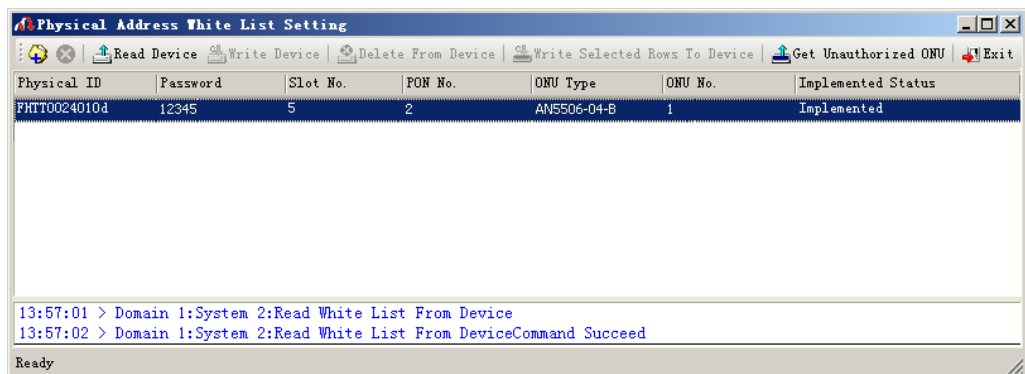 Physical Address White List Setting
Read Device Write Device Delete From Device Write Selected Rows To Device Get Unauthorized ONU Exit
Physical ID Password Slot No. PON No. ONU Type ONU No. Implemented Status
FHTT0024010d 12345 5 2 AN5506-04-B 1 Implemented
13:57:01 > Domain 1:System 2:Read White List From Device
13:57:02 > Domain 1:System 2:Read White List From DeviceCommand Succeed
Ready